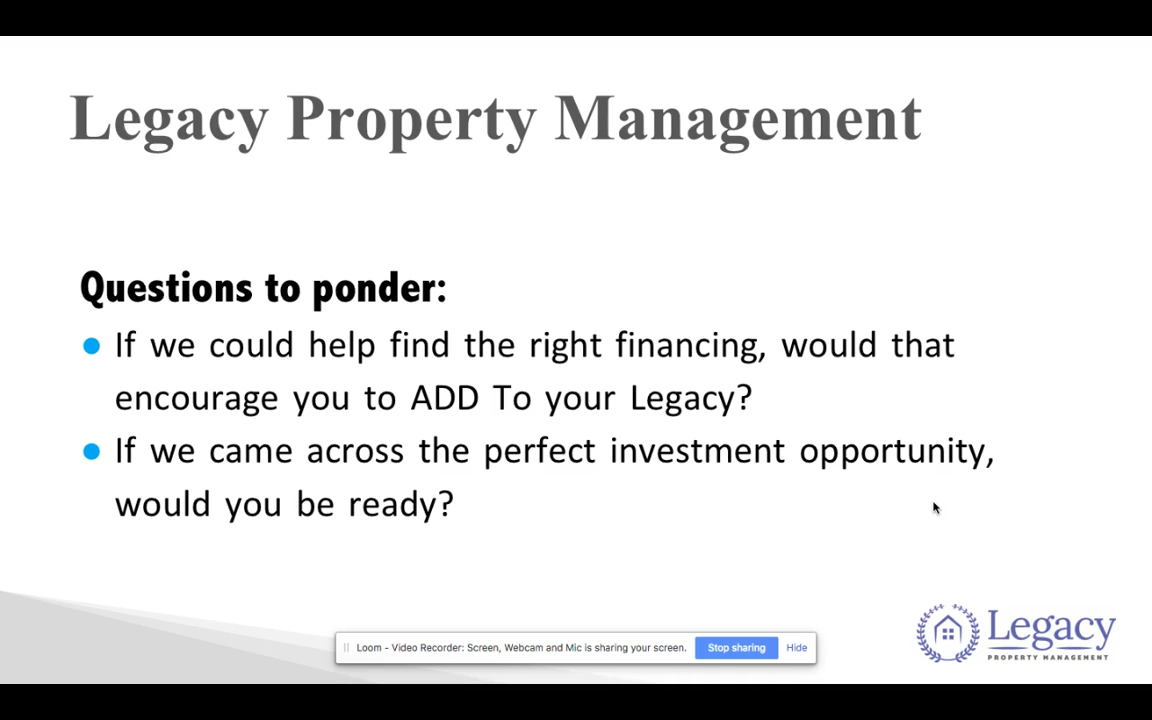 Legacy Property Management
Questions to ponder:
If we could help find the right financing, would that
encourage you to ADD To your Legacy?
If we came across the perfect investment opportunity,
would you be ready?
Loom - Video Recorder: Screen, Webcam and Mic is sharing your screen. Stop sharing Hide
Legacy
PROPERTY MANAGEMENT